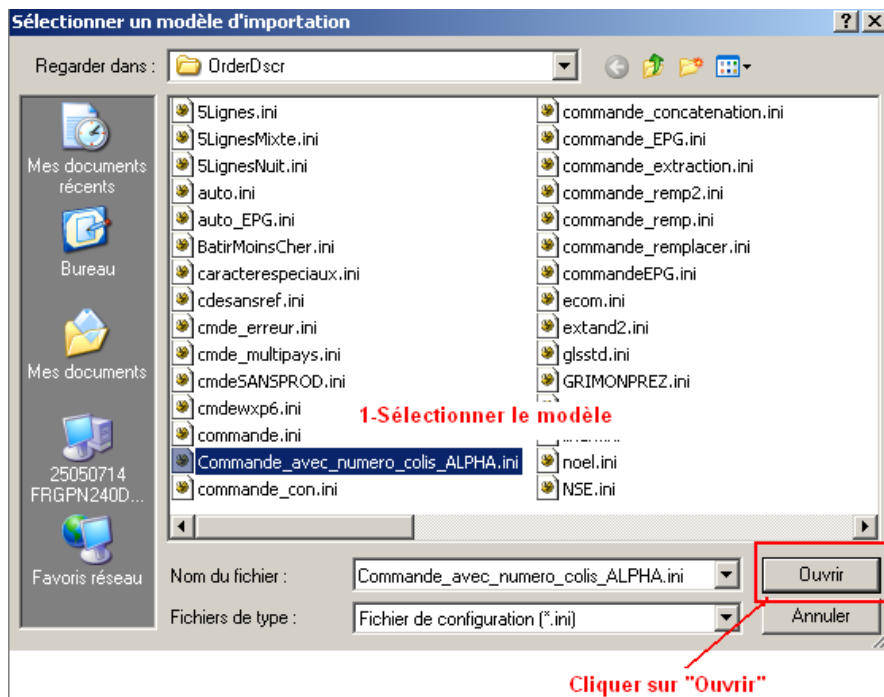 Sélectionner un modèle d'importation
Regarder dans :
OrderDscr
Mes documents
récents
Bureau
Mes documents
25050714
FRGPN240D...
Favoris réseau
5Lignes.ini
5LignesMixte.ini
5LignesNuit.ini
auto.ini
auto_EPG.ini
BatirMoinsCher.ini
caracterespeciaux.ini
cdesansref.ini
cmde_erreur.ini
cmde_multipays.ini
cmdeSANSPROD.ini
cmdewxp6.ini
commande.ini
Commande_avec_numero_colis_ALPHA.ini
commande_con.ini
commande_concatenation.ini
commande_EPG.ini
commande_extraction.ini
commande_remp2.ini
commande_remp.ini
commande_remplacer.ini
commandeEPG.ini
ecom.ini
extand2.ini
glsstd.ini
GRIMONPREZ.ini
noel.ini
NSE.ini
1-Sélectionner le modèle
Nom du fichier :
Commande_avec_numero_colis_ALPHA.ini
Ouvrir
Fichiers de type :
Fichier de configuration (*.ini)
Annuler
Cliquer sur "Ouvrir"